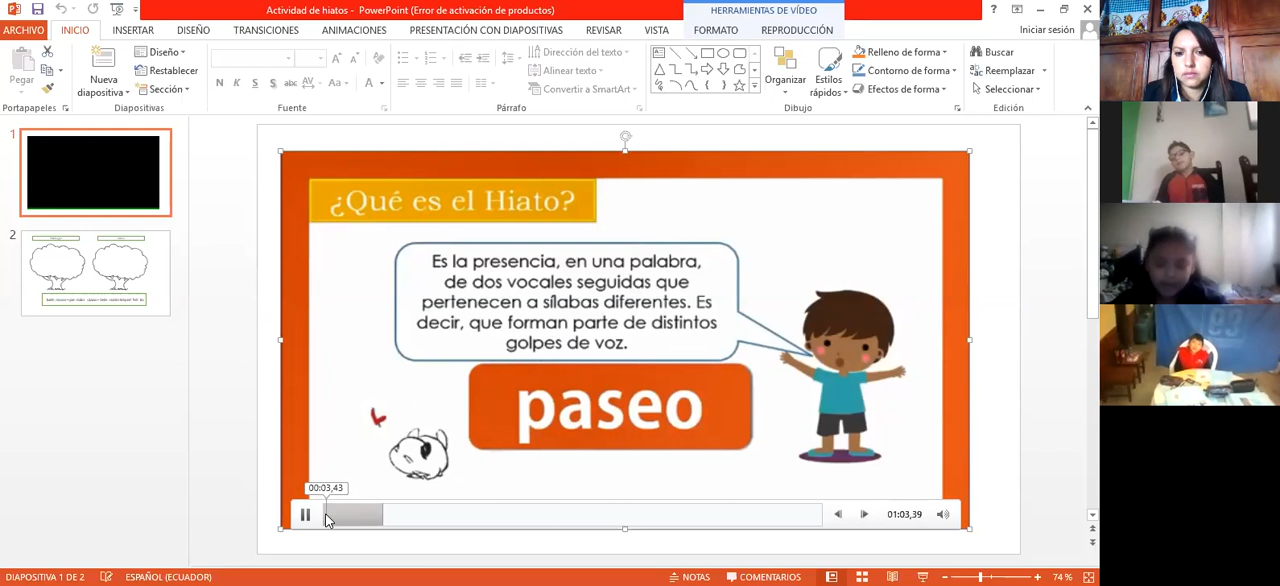 Actividad de hiatos - PowerPoint (Error de activación de productos)
HERRAMIENTAS DE VÍDEO
ARCHIVO INICIO INSERTAR DISEÑO TRANSICIONES ANIMACIONES PRESENTACIÓN CON DIAPOSITIVAS REVISAR VISTA FORMATO REPRODUCCIÓN Iniciar sesión
Pegar
Nueva diapositiva
Diseño
Restablecer
Sección
N K S S abc AV Aa A
Dirección del texto
Alinear texto
Convertir a SmartArt
Organizar
Estilos rápidos
Relleno de forma
Contorno de forma
Efectos de forma
Buscar
Reemplazar
Seleccionar
Portapapeles Diapositivas Fuente Párrafo Dibujo Edición
1
2
¿Qué es el Hiato?
Es la presencia, en una palabra,
de dos vocales seguidas que
pertenecen a sílabas diferentes. Es
decir, que forman parte de distintos
golpes de voz.
paseo
00:03,43
01:03,39
DIAPOSITIVA 1 DE 2 ESPAÑOL (ECUADOR) NOTAS COMENTARIOS 74 %